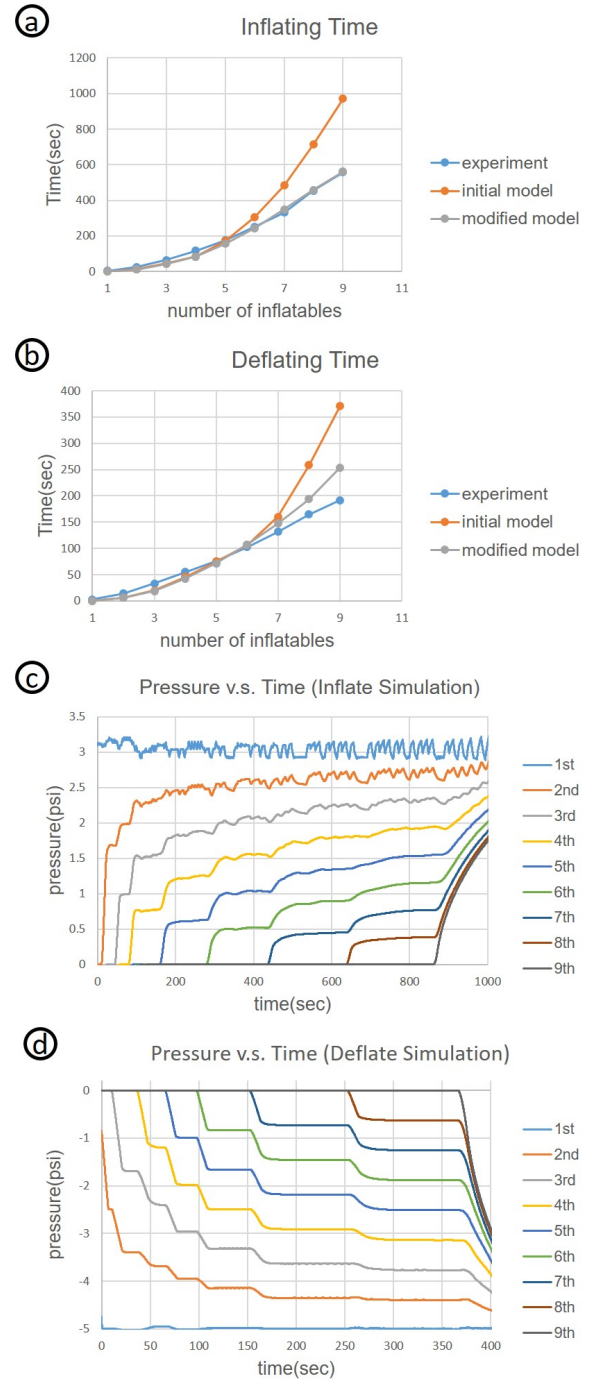 a
Inflating Time
1200
1000
800
600
400
200
0
Time(sec)
1 3 5 7 9 11
number of inflatables
experiment
initial model
modified model
b
Deflating Time
400
350
300
250
200
150
100
50
0
Time(sec)
1 3 5 7 9 11
number of inflatables
experiment
initial model
modified model
c
Pressure v.s. Time (Inflate Simulation)
3.5
3
2.5
2
1.5
1
0.5
0
pressure(psi)
0 200 400 600 800 1000
time(sec)
1st
2nd
3rd
4th
5th
6th
7th
8th
9th
d
Pressure v.s. Time (Deflate Simulation)
0
-1
-2
-3
-4
-5
pressure(psi)
0 50 100 150 200 250 300 350 400
time(sec)
1st
2nd
3rd
4th
5th
6th
7th
8th
9th